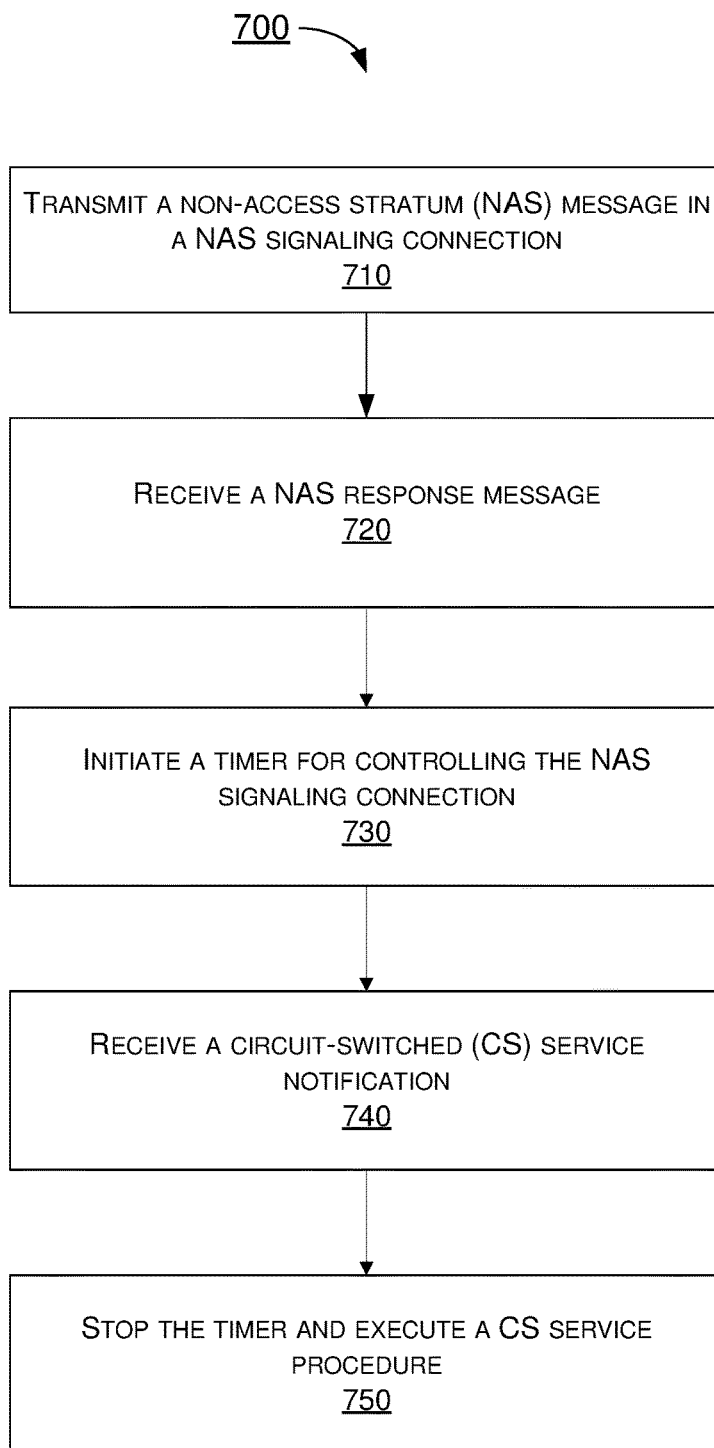 700
TRANSMIT A NON-ACCESS STRATUM (NAS) MESSAGE IN
A NAS SIGNALING CONNECTION
710
RECEIVE A NAS RESPONSE MESSAGE
720
INITIATE A TIMER FOR CONTROLLING THE NAS
SIGNALING CONNECTION
730
RECEIVE A CIRCUIT-SWITCHED (CS) SERVICE
NOTIFICATION
740
STOP THE TIMER AND EXECUTE A CS SERVICE
PROCEDURE
750